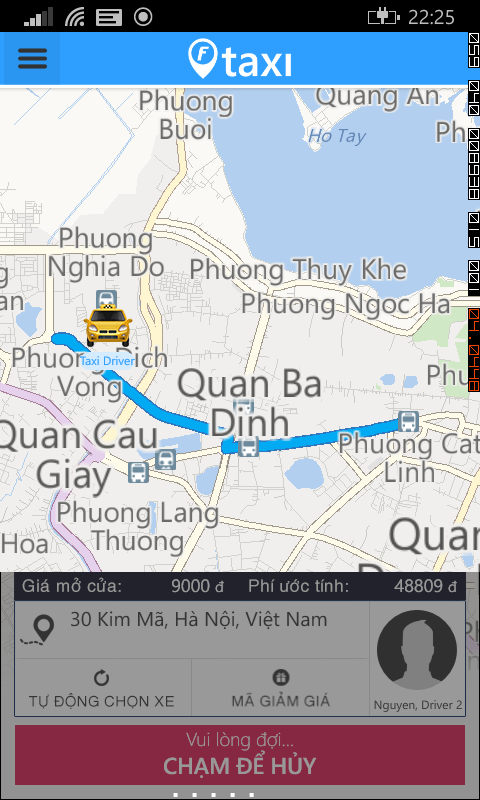 22:25
F taxi
Phuong
Buoi
Quang An
Ho Tay
Ph
Phuong
Nghia Do
Phuong Thuy Khe
Phuong Ngoc Ha
g
an
Taxi Driver
Phuong Dich
Vong
Quan Ba
Dinh
Phu
Quan Cau
Giay
Phuong Cat
Linh
Phuong Lang
Thuong
Hoa
Quan
Giá mở cửa: 9000 đ Phí ước tính: 48809 đ
30 Kim Mã, Hà Nội, Việt Nam
TỰ ĐỘNG CHỌN XE
MÃ GIẢM GIÁ
Nguyen, Driver 2
Vui lòng đợi...
CHẠM ĐỂ HỦY